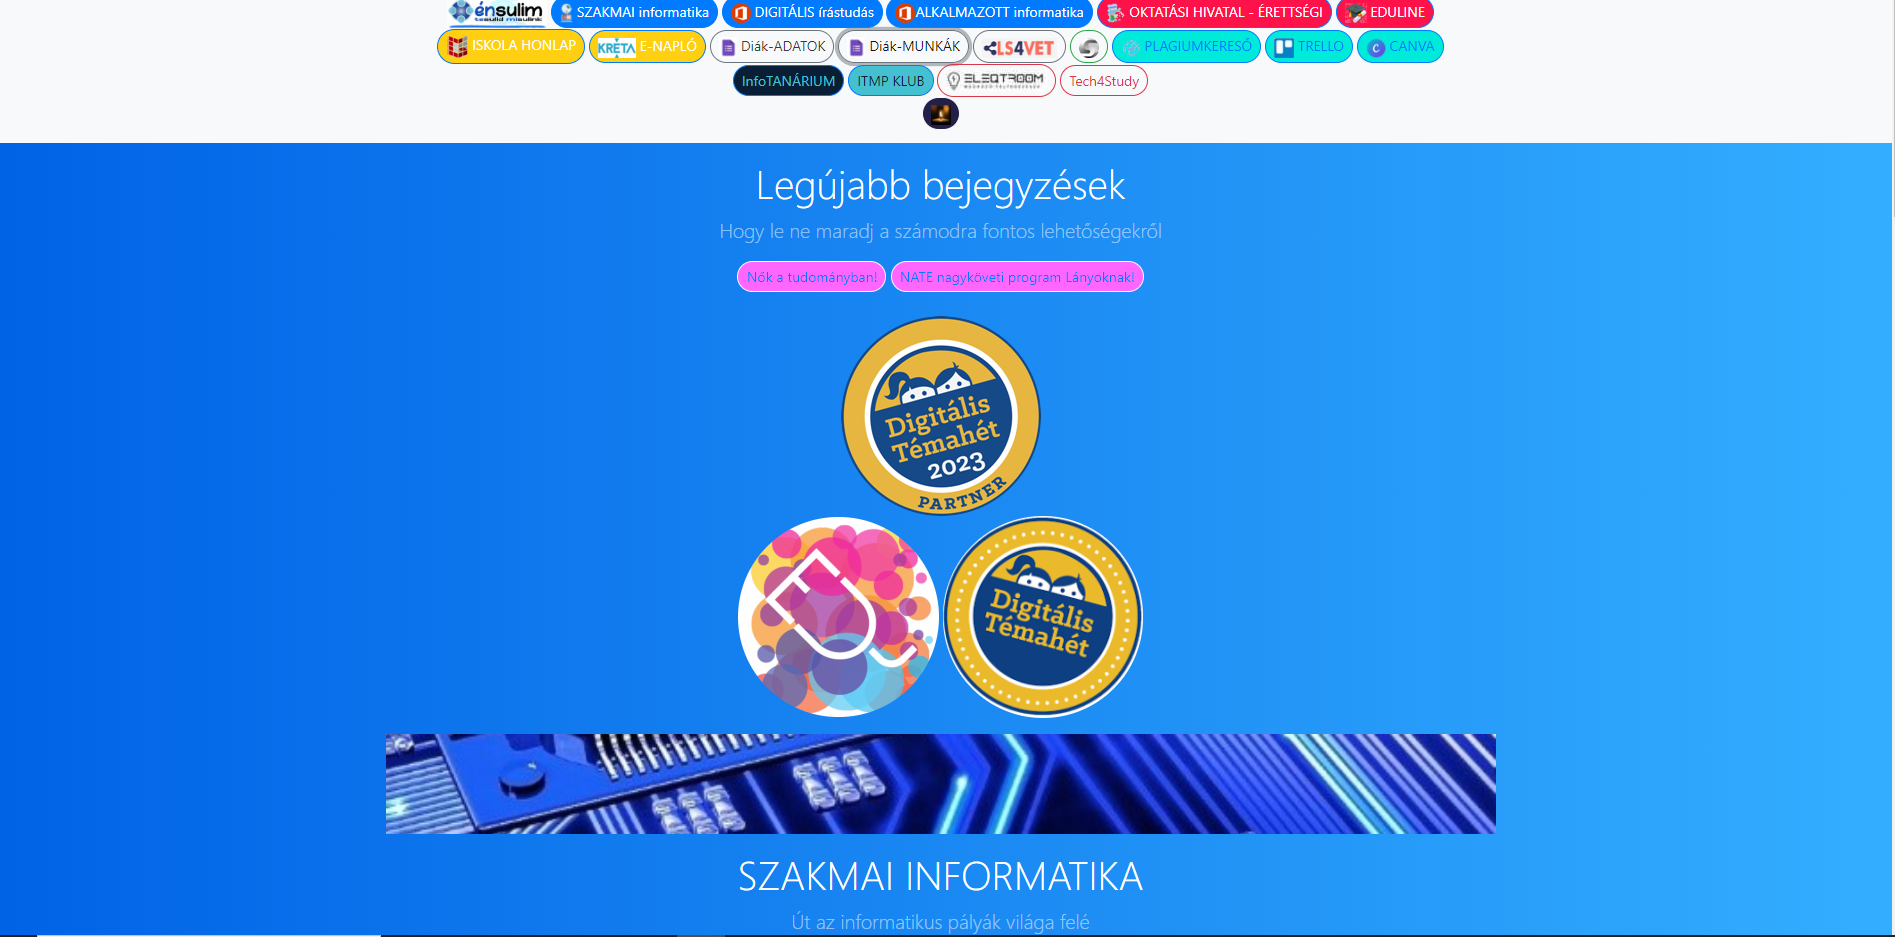 énsulim SZAKMAI informatika DIGITÁLIS írástudás ALKALMAZOTT informatika OKTATÁSI HIVATAL - ÉRETTSÉGI EDULINE
ISKOLA HONLAP KRÉTA E-NAPLÓ Diák-ADATOK Diák-MUNKÁK LS4VET PLAGIUMKERESŐ TRELLO C CANVA
InfoTANÁRIUM ITMP KLUB ELEQTROOM Tech4Study
Legújabb bejegyzések
Hogy le ne maradj a számodra fontos lehetőségekről
Nők a tudományban! NATE nagyköveti program Lányoknak!
Digitális
Témahét
2023
PARTNER
Digitális
Témahét
SZAKMAI INFORMATIKA
Út az informatikus pályák világa felé